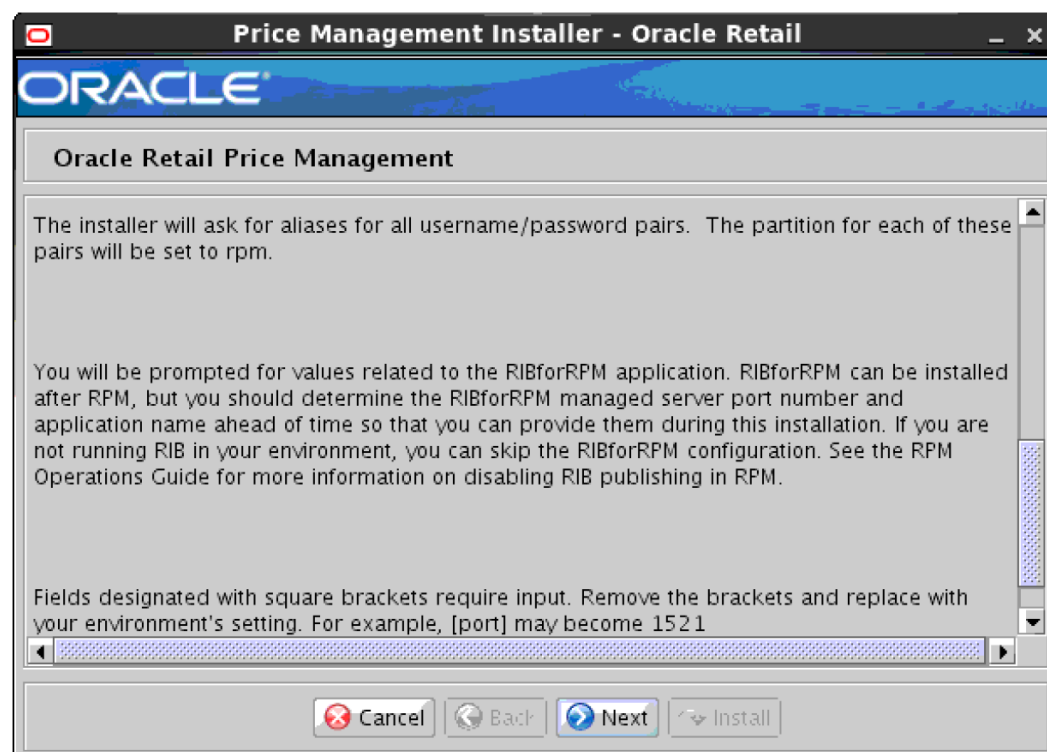 Price Management Installer - Oracle Retail
ORACLE
Oracle Retail Price Management
The installer will ask for aliases for all username/password pairs.  The partition for each of these
pairs will be set to rpm.
You will be prompted for values related to the RIBforRPM application. RIBforRPM can be installed
after RPM, but you should determine the RIBforRPM managed server port number and
application name ahead of time so that you can provide them during this installation. If you are
not running RIB in your environment, you can skip the RIBforRPM configuration. See the RPM
Operations Guide for more information on disabling RIB publishing in RPM.
Fields designated with square brackets require input. Remove the brackets and replace with
your environment's setting. For example, [port] may become 1521
Cancel Back Next Install